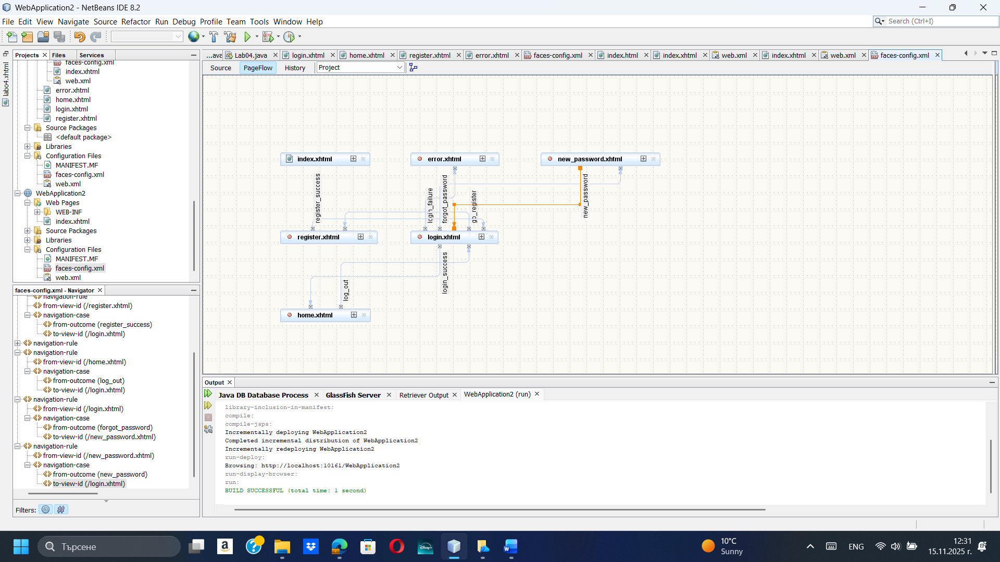 WebApplication2 - NetBeans IDE 8.2
File Edit View Navigate Source Refactor Run Debug Profile Team Tools Window Help
Search (Ctrl+I)
labo4.xhtml
Projects Files Services
faces-config.xml
index.xhtml
web.xml
error.xhtml
home.xhtml
login.xhtml
register.xhtml
Source Packages
<default package>
Libraries
Configuration Files
MANIFEST.MF
faces-config.xml
web.xml
WebApplication2
Web Pages
WEB-INF
index.xhtml
Source Packages
Libraries
Configuration Files
MANIFEST.MF
faces-config.xml
web.xml
faces-config.xml - Navigator
navigation-rule
from-view-id (/register.xhtml)
navigation-case
from-outcome (register_success)
to-view-id (/login.xhtml)
navigation-rule
navigation-rule
from-view-id (/home.xhtml)
navigation-case
from-outcome (log_out)
to-view-id (/login.xhtml)
navigation-rule
from-view-id (/login.xhtml)
navigation-case
from-outcome (forgot_password)
to-view-id (/new_password.xhtml)
navigation-rule
from-view-id (/new_password.xhtml)
navigation-case
from-outcome (new_password)
to-view-id (/login.xhtml)
Filters:
...ava Lab04.java login.xhtml home.xhtml register.xhtml error.xhtml faces-config.xml index.html index.xhtml web.xml index.xhtml web.xml faces-config.xml
Source PageFlow History Project
index.xhtml error.xhtml new_password.xhtml
register_success
login_failure
forgot_password
go_register
new_password
register.xhtml login.xhtml
login_success
log_out
home.xhtml
Output
Java DB Database Process GlassFish Server Retriever Output WebApplication2 (run)
library-inclusion-in-manifest:
compile:
compile-jsps:
Incrementally deploying WebApplication2
Completed incremental distribution of WebApplication2
Incrementally redeploying WebApplication2
run-deploy:
Browsing: http://localhost:10161/WebApplication2
run-display-browser:
run:
BUILD SUCCESSFUL (total time: 1 second)
Търсене
10°C
Sunny
ENG
12:31
15.11.2025 г.